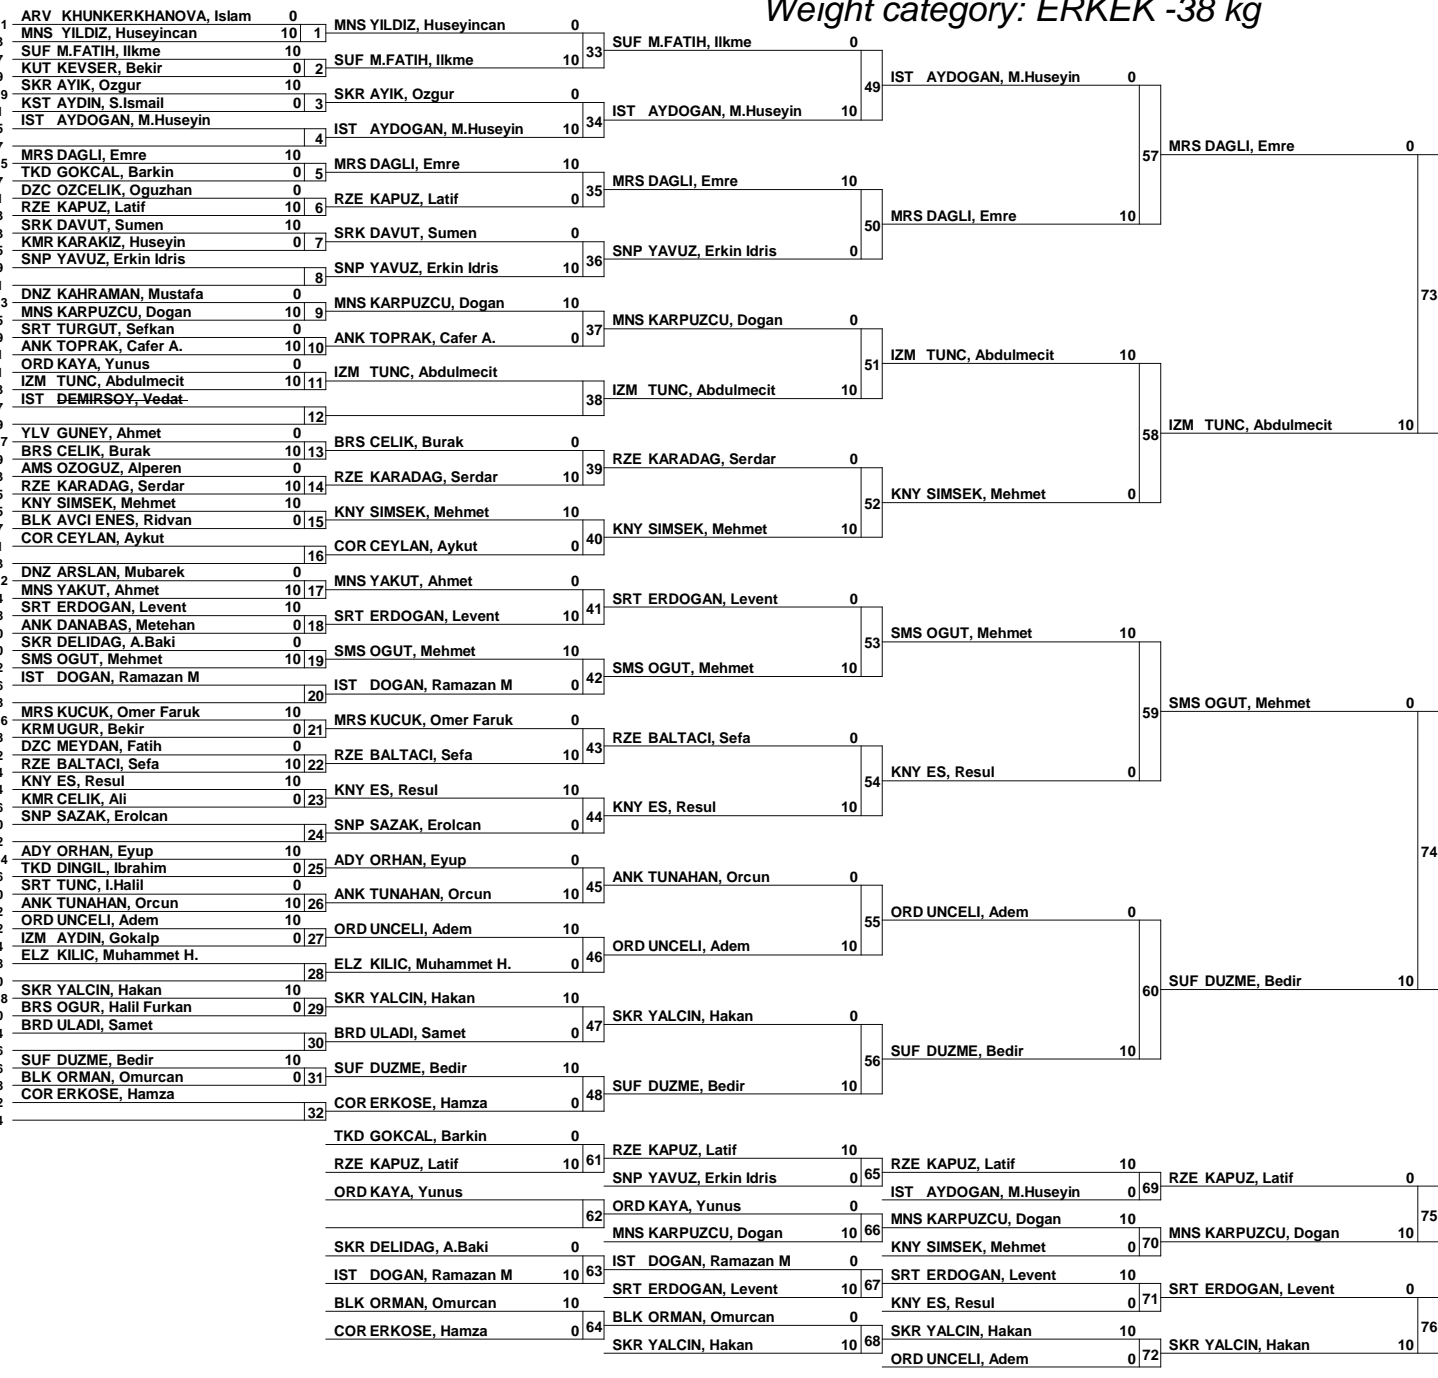 Weight category: ERKEK -38 kg
ARV KHUNKERKHANOVA, Islam 0
MNS YILDIZ, Huseyincan 10 1
SUF M.FATIH, Ilkme 10
KUT KEVSER, Bekir 0 2
SKR AYIK, Ozgur 10
KST AYDIN, S.Ismail 0 3
IST AYDOGAN, M.Huseyin
4
MRS DAGLI, Emre 10
TKD GOKCAL, Barkin 0 5
DZC OZCELIK, Oguzhan 0
RZE KAPUZ, Latif 10 6
SRK DAVUT, Sumen 10
KMR KARAKIZ, Huseyin 0 7
SNP YAVUZ, Erkin Idris
8
DNZ KAHRAMAN, Mustafa 0
MNS KARPUZCU, Dogan 10 9
SRT TURGUT, Sefkan 0
ANK TOPRAK, Cafer A. 10 10
ORD KAYA, Yunus 0
IZM TUNC, Abdulmecit 10 11
IST DEMIRSOY, Vedat
12
YLV GUNEY, Ahmet 0
BRS CELIK, Burak 10 13
AMS OZOGUZ, Alperen 0
RZE KARADAG, Serdar 10 14
KNY SIMSEK, Mehmet 10
BLK AVCI ENES, Ridvan 0 15
COR CEYLAN, Aykut
16
DNZ ARSLAN, Mubarek 0
MNS YAKUT, Ahmet 10 17
SRT ERDOGAN, Levent 10
ANK DANABAS, Metehan 0 18
SKR DELIDAG, A.Baki 0
SMS OGUT, Mehmet 10 19
IST DOGAN, Ramazan M
20
MRS KUCUK, Omer Faruk 10
KRM UGUR, Bekir 0 21
DZC MEYDAN, Fatih 0
RZE BALTACI, Sefa 10 22
KNY ES, Resul 10
KMR CELIK, Ali 0 23
SNP SAZAK, Erolcan
24
ADY ORHAN, Eyup 10
TKD DINGIL, Ibrahim 0 25
SRT TUNC, I.Halil 0
ANK TUNAHAN, Orcun 10 26
ORD UNCELI, Adem 10
IZM AYDIN, Gokalp 0 27
ELZ KILIC, Muhammet H.
28
SKR YALCIN, Hakan 10
BRS OGUR, Halil Furkan 0 29
BRD ULADI, Samet
30
SUF DUZME, Bedir 10
BLK ORMAN, Omurcan 0 31
COR ERKOSE, Hamza
32
MNS YILDIZ, Huseyincan 0
33
SUF M.FATIH, Ilkme 10
SKR AYIK, Ozgur 0
34
IST AYDOGAN, M.Huseyin 10
MRS DAGLI, Emre 10
35
RZE KAPUZ, Latif 0
SRK DAVUT, Sumen 0
36
SNP YAVUZ, Erkin Idris 10
MNS KARPUZCU, Dogan 10
37
ANK TOPRAK, Cafer A. 0
IZM TUNC, Abdulmecit
38
BRS CELIK, Burak 0
39
RZE KARADAG, Serdar 10
KNY SIMSEK, Mehmet 10
40
COR CEYLAN, Aykut 0
MNS YAKUT, Ahmet 0
41
SRT ERDOGAN, Levent 10
SMS OGUT, Mehmet 10
42
IST DOGAN, Ramazan M 0
MRS KUCUK, Omer Faruk 0
43
RZE BALTACI, Sefa 10
KNY ES, Resul 10
44
SNP SAZAK, Erolcan 0
ADY ORHAN, Eyup 0
45
ANK TUNAHAN, Orcun 10
ORD UNCELI, Adem 10
46
ELZ KILIC, Muhammet H. 0
SKR YALCIN, Hakan 10
47
BRD ULADI, Samet 0
SUF DUZME, Bedir 10
48
COR ERKOSE, Hamza 0
SUF M.FATIH, Ilkme 0
49
IST AYDOGAN, M.Huseyin 10
MRS DAGLI, Emre 10
50
SNP YAVUZ, Erkin Idris 0
MNS KARPUZCU, Dogan 0
51
IZM TUNC, Abdulmecit 10
RZE KARADAG, Serdar 0
52
KNY SIMSEK, Mehmet 10
SRT ERDOGAN, Levent 0
53
SMS OGUT, Mehmet 10
RZE BALTACI, Sefa 0
54
KNY ES, Resul 10
ANK TUNAHAN, Orcun 0
55
ORD UNCELI, Adem 10
SKR YALCIN, Hakan 0
56
SUF DUZME, Bedir 10
IST AYDOGAN, M.Huseyin 0
57
MRS DAGLI, Emre 10
IZM TUNC, Abdulmecit 10
58
KNY SIMSEK, Mehmet 0
SMS OGUT, Mehmet 10
59
KNY ES, Resul 0
ORD UNCELI, Adem 0
60
SUF DUZME, Bedir 10
MRS DAGLI, Emre 0
73
IZM TUNC, Abdulmecit 10
SMS OGUT, Mehmet 0
74
SUF DUZME, Bedir 10
TKD GOKCAL, Barkin 0
RZE KAPUZ, Latif 10 61
ORD KAYA, Yunus
62
SKR DELIDAG, A.Baki 0
IST DOGAN, Ramazan M 10 63
BLK ORMAN, Omurcan 10
COR ERKOSE, Hamza 0 64
RZE KAPUZ, Latif 10
SNP YAVUZ, Erkin Idris 0 65
ORD KAYA, Yunus 0
MNS KARPUZCU, Dogan 10 66
IST DOGAN, Ramazan M 0
SRT ERDOGAN, Levent 10 67
BLK ORMAN, Omurcan 0
SKR YALCIN, Hakan 10 68
RZE KAPUZ, Latif 10
IST AYDOGAN, M.Huseyin 0 69
MNS KARPUZCU, Dogan 10
KNY SIMSEK, Mehmet 0 70
SRT ERDOGAN, Levent 10
KNY ES, Resul 0 71
SKR YALCIN, Hakan 10
ORD UNCELI, Adem 0 72
RZE KAPUZ, Latif 0
75
MNS KARPUZCU, Dogan 10
SRT ERDOGAN, Levent 0
76
SKR YALCIN, Hakan 10